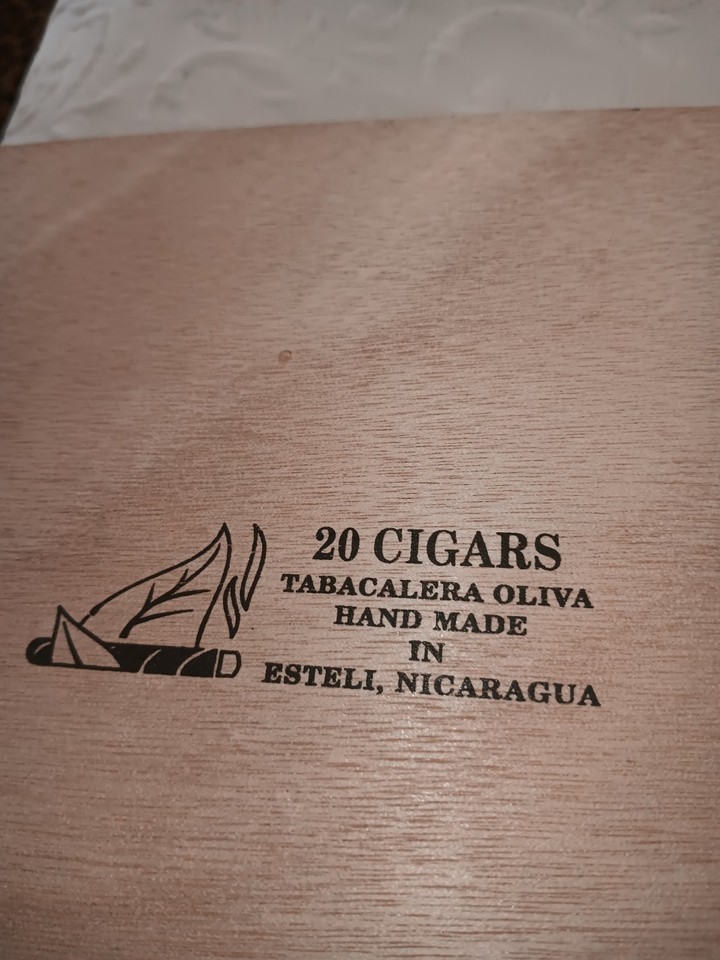 20 CIGARS
TABACALERA OLIVA
HAND MADE
IN
ESTELI, NICARAGUA